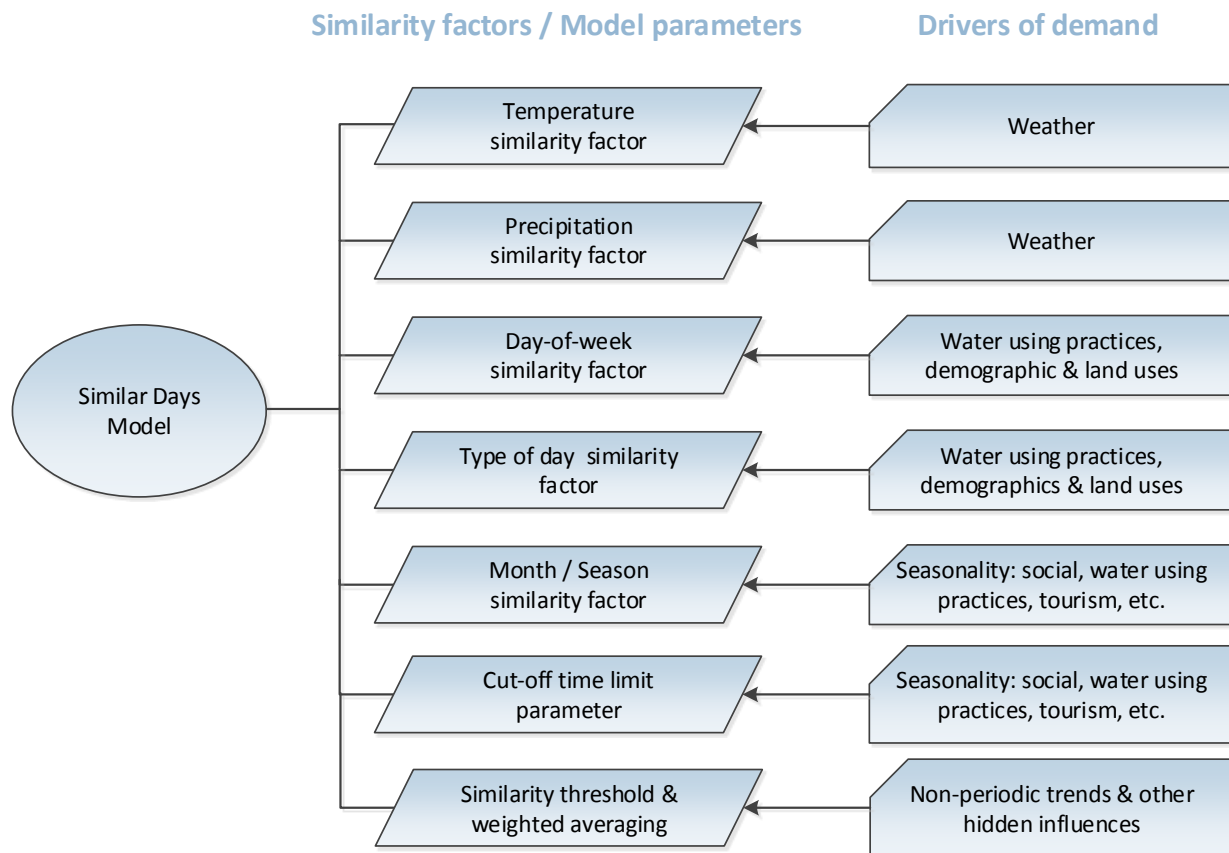 Similarity factors / Model parameters
Drivers of demand
Temperature
similarity factor
Weather
Precipitation
similarity factor
Weather
Day-of-week
similarity factor
Water using practices,
demographic & land uses
Similar Days
Model
Type of day similarity
factor
Water using practices,
demographics & land uses
Month / Season
similarity factor
Seasonality: social, water using
practices, tourism, etc.
Cut-off time limit
parameter
Seasonality: social, water using
practices, tourism, etc.
Similarity threshold &
weighted averaging
Non-periodic trends & other
hidden influences